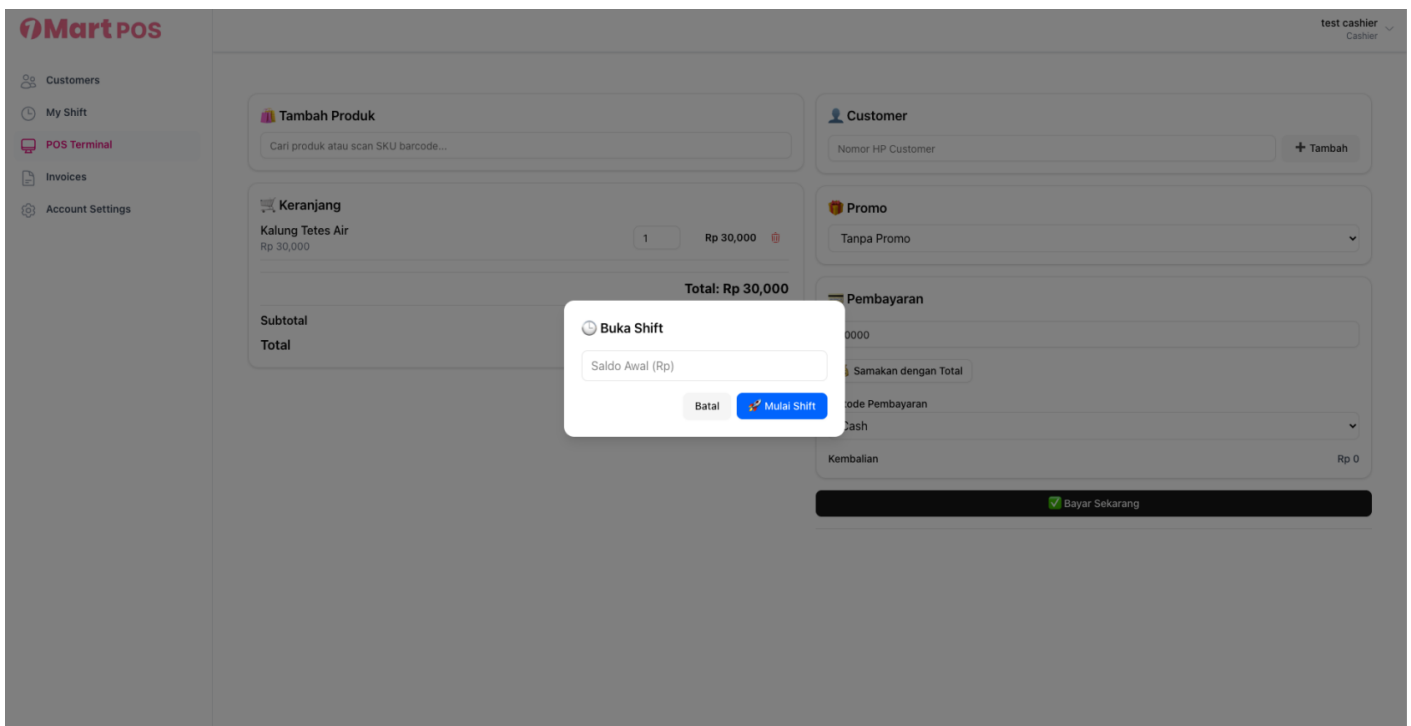 Mart POS
test cashier
Cashier
Customers
My Shift
POS Terminal
Invoices
Account Settings
Tambah Produk
Cari produk atau scan SKU barcode...
Keranjang
Kalung Tetes Air
Rp 30,000
1
Rp 30,000
Total: Rp 30,000
Subtotal
Total
Customer
Nomor HP Customer
+ Tambah
Promo
Tanpa Promo
Pembayaran
0000
Samakan dengan Total
ode Pembayaran
Cash
Kembalian
Rp 0
Bayar Sekarang
Buka Shift
Saldo Awal (Rp)
Batal
Mulai Shift